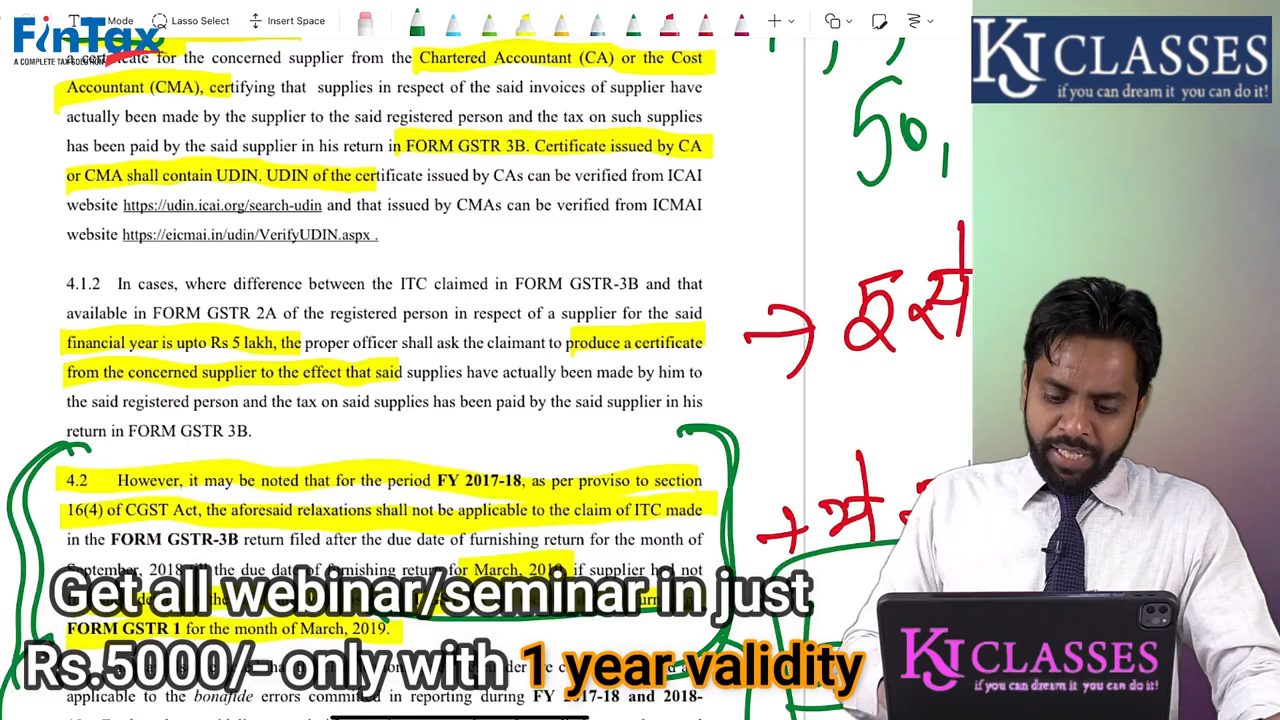 Lasso Select
Insert Space
FinTax
A COMPLETE TAX SOLUTION
KJ CLASSES
if you can dream it you can do it!
for the concerned supplier from the Chartered Accountant (CA) or the Cost
Accountant (CMA), certifying that supplies in respect of the said invoices of supplier have
actually been made by the supplier to the said registered person and the tax on such supplies
has been paid by the said supplier in his return in FORM GSTR 3B. Certificate issued by CA
or CMA shall contain UDIN. UDIN of the certificate issued by CAs can be verified from ICAI
website https://udin.icai.org/search-udin and that issued by CMAs can be verified from ICMAI
website https://eicmai.in/udin/VerifyUDIN.aspx .
50,
4.1.2 In cases, where difference between the ITC claimed in FORM GSTR-3B and that
available in FORM GSTR 2A of the registered person in respect of a supplier for the said
financial year is upto Rs 5 lakh, the proper officer shall ask the claimant to produce a certificate
from the concerned supplier to the effect that said supplies have actually been made by him to
the said registered person and the tax on said supplies has been paid by the said supplier in his
return in FORM GSTR 3B.
4.2 However, it may be noted that for the period FY 2017-18, as per proviso to section
16(4) of CGST Act, the aforesaid relaxations shall not be applicable to the claim of ITC made
in the FORM GSTR-3B return filed after the due date of furnishing return for the month of
September, 2018 till the due date of furnishing return for March, 2019 if supplier had not
FORM GSTR 1 for the month of March, 2019.
applicable to the bonafide errors committed in reporting during FY 2017-18 and 2018-
Get all webinar/seminar in just
Rs.5000/- only with 1 year validity
KJ CLASSES
if you can dream it you can do it!